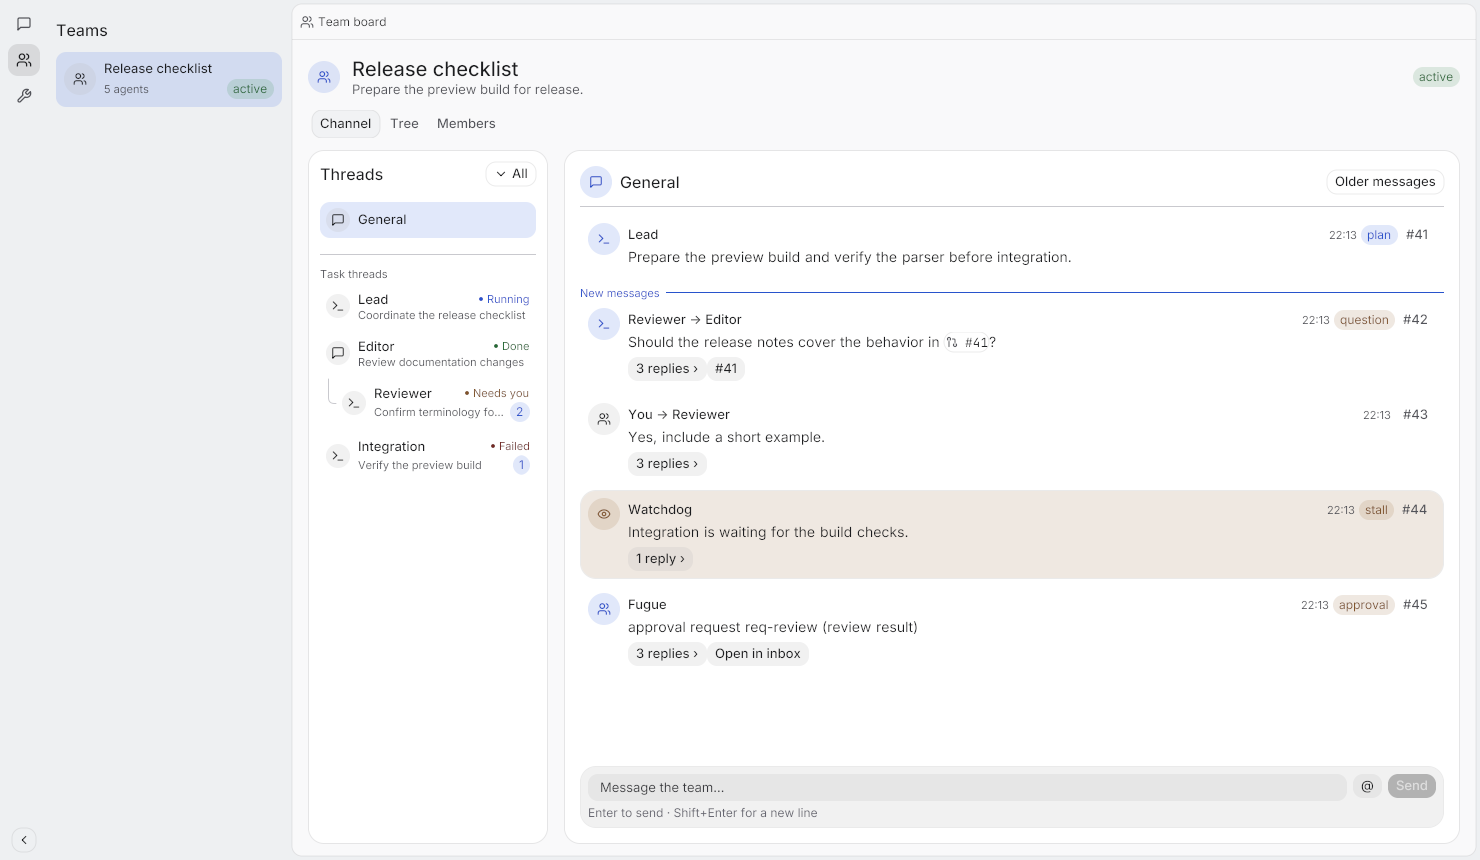 Teams
Release checklist
5 agents
active
Team board
Release checklist
Prepare the preview build for release.
active
Channel
Tree
Members
Threads
All
General
Task threads
Lead
• Running
Coordinate the release checklist
Editor
• Done
Review documentation changes
Reviewer
• Needs you
Confirm terminology fo...
2
Integration
• Failed
Verify the preview build
1
General
Older messages
Lead
22:13 plan #41
Prepare the preview build and verify the parser before integration.
New messages
Reviewer → Editor
22:13 question #42
Should the release notes cover the behavior in #41?
3 replies ›
#41
You → Reviewer
22:13 #43
Yes, include a short example.
3 replies ›
Watchdog
22:13 stall #44
Integration is waiting for the build checks.
1 reply ›
Fugue
22:13 approval #45
approval request req-review (review result)
3 replies ›
Open in inbox
Message the team...
@
Send
Enter to send · Shift+Enter for a new line